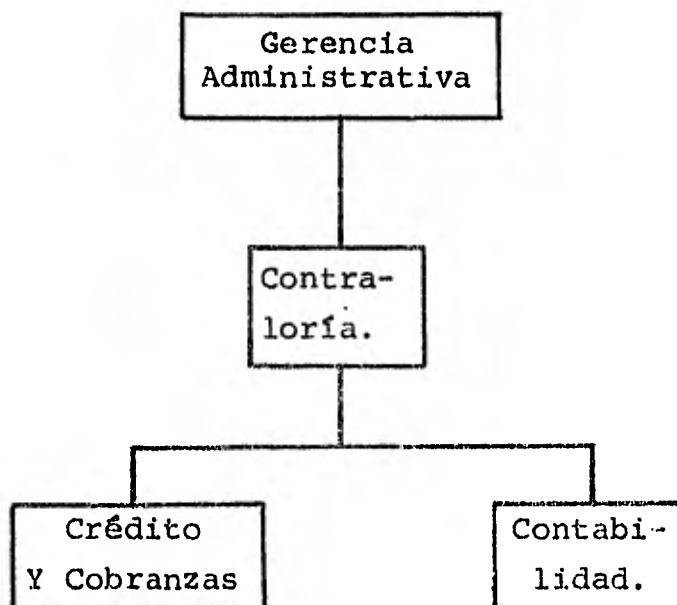 Gerencia
Administrativa
Contra-
loría.
Crédito
Y Cobranzas
Contabi-
lidad.